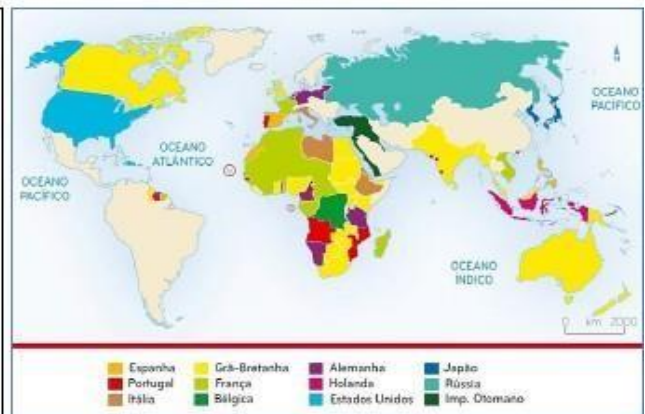 OCEANO
PACÍFICO
OCEANO
ATLÂNTICO
OCEANO
PACÍFICO
OCEANO
ÍNDICO
N
0 km 2000
Espanha
Grã-Bretanha
Alemanha
Japão
Portugal
França
Holanda
Rússia
Itália
Bélgica
Estados Unidos
Imp. Otomano